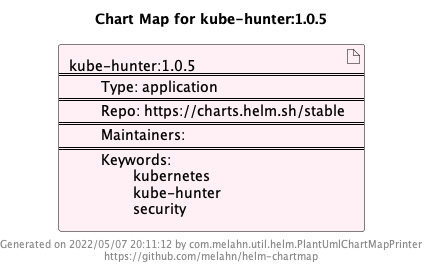 Chart Map for kube-hunter:1.0.5
kube-hunter:1.0.5
Type: application
Repo: https://charts.helm.sh/stable
Maintainers:
Keywords:
kubernetes
kube-hunter
security
Generated on 2022/05/07 20:11:12 by com.melahn.util.helm.PlantUmlChartMapPrinter
https://github.com/melahn/helm-chartmap